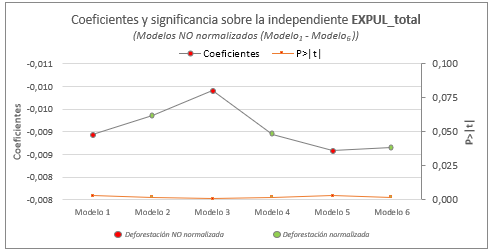 Coeficientes y significancia sobre la independiente EXPUL_total
(Modelos NO normalizados (Modelo1 - Modelo6))
Coeficientes P>|t|
-0,011 0,100
-0,010
-0,010 0,075
-0,009 0,050
-0,009
-0,008 0,025
-0,008 0,000
Coeficientes
P>|t|
Modelo 1 Modelo 2 Modelo 3 Modelo 4 Modelo 5 Modelo 6
Deforestación NO normalizada Deforestación normalizada